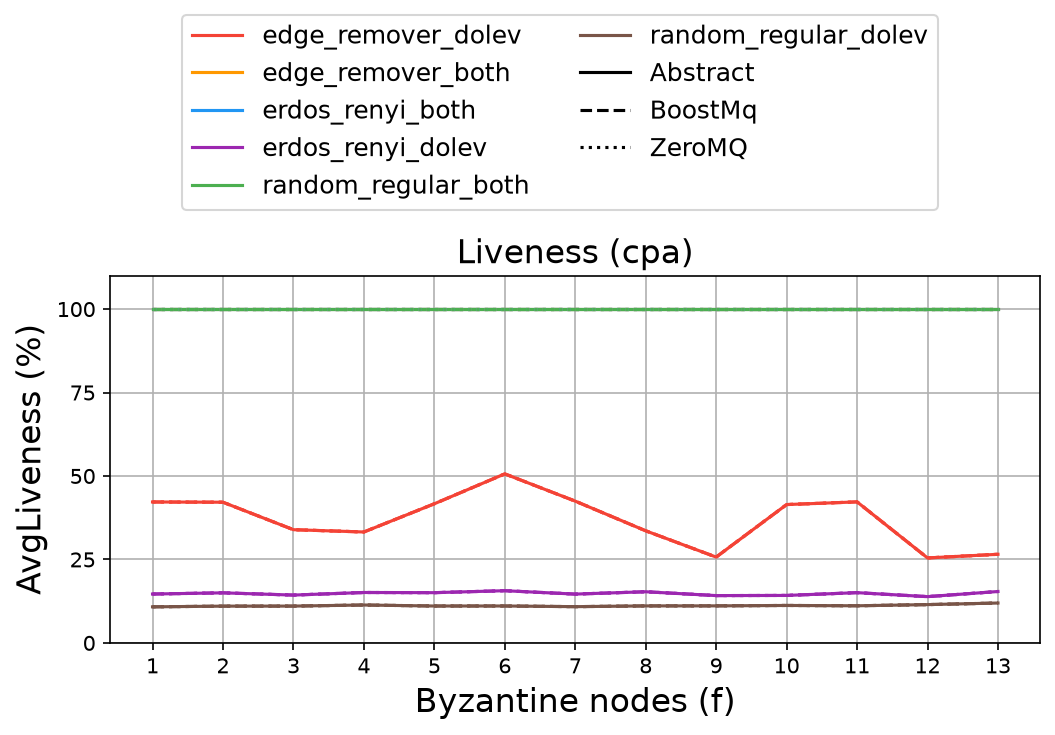 edge_remover_dolev
edge_remover_both
erdos_renyi_both
erdos_renyi_dolev
random_regular_both
random_regular_dolev
Abstract
BoostMq
ZeroMQ
Liveness (cpa)
AvgLiveness (%)
100
75
50
25
0
1 2 3 4 5 6 7 8 9 10 11 12 13
Byzantine nodes (f)